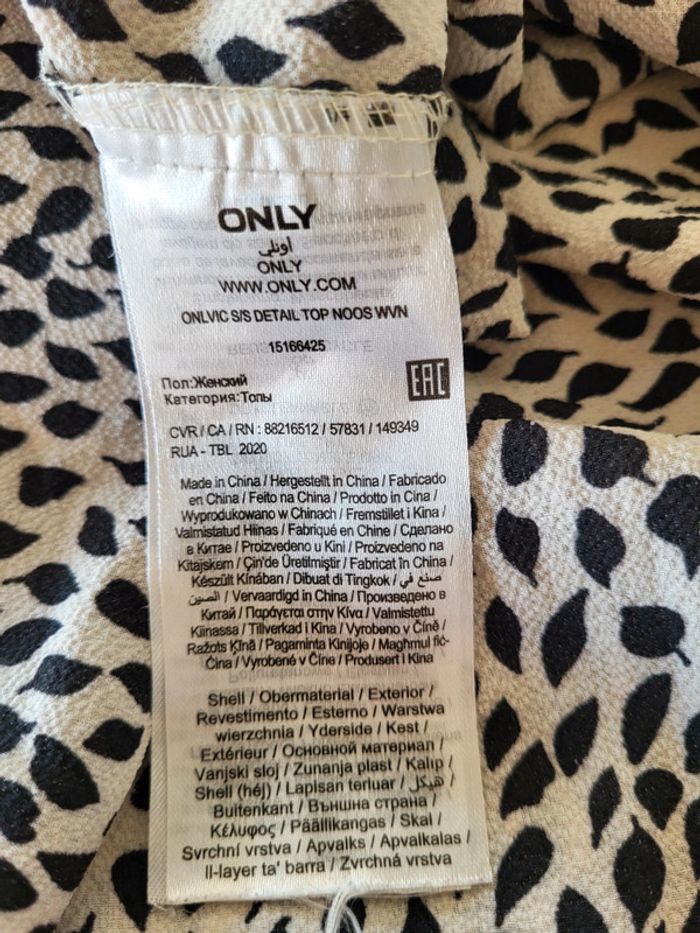 ONLY
أونلي
ONLY
WWW.ONLY.COM
ONLVIC S/S DETAIL TOP NOOS WVN
15166425
Пол:Женский
Категория:Топы
EAC
CVR / CA / RN : 88216512 / 57831 / 149349
RUA - TBL 2020
Made in China / Hergestellt in China / Fabricado
en China / Feito na China / Prodotto in Cina /
Wyprodukowano w Chinach / Fremstillet i Kina /
Valmistatud Hiinas / Fabriqué en Chine / Сделано
в Китае / Proizvedeno u Kini / Proizvedeno na
Kitajskem / Çin'de Üretilmiştir / Fabricat în China /
Készült Kínában / Dibuat di Tingkok / صنع في
الصين / Vervaardigd in China / Произведено в
Китай / Παράγεται στην Κίνα / Valmistettu
Kiinassa / Tillverkad i Kina / Vyrobeno v Číně /
Ražots Ķīnā / Pagaminta Kinijoje / Maghmul fic-
Ċina / Vyrobené v Číne / Produsert i Kina
Shell / Obermaterial / Exterior /
Revestimento / Esterno / Warstwa
wierzchnia / Yderside / Kest /
Extérieur / Основной материал /
Vanjski sloj / Zunanja plast / Kalıp /
Shell (héj) / Lapisan terluar / هيكل /
Buitenkant / Външна страна /
Κέλυφος / Päällikangas / Skal /
Svrchní vrstva / Apvalks / Apvalkalas /
Il-layer ta' barra / Zvrchná vrstva